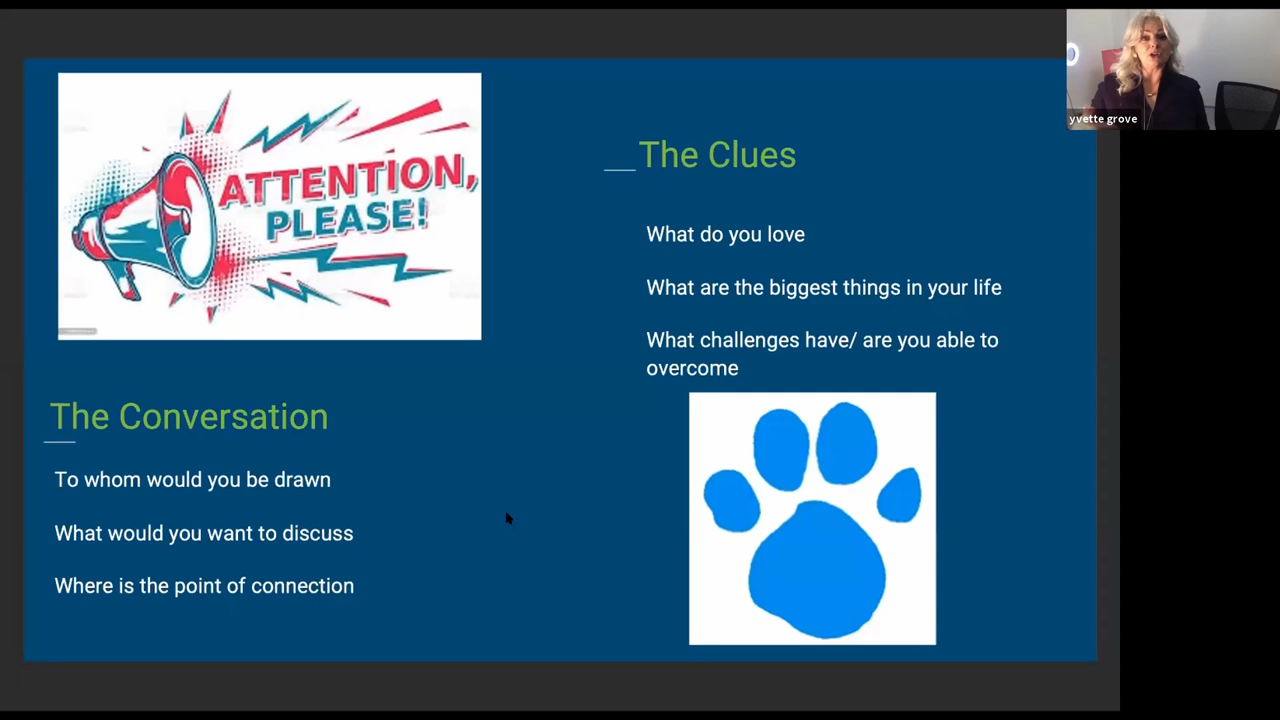 ATTENTION,
PLEASE!
The Conversation
To whom would you be drawn
What would you want to discuss
Where is the point of connection
The Clues
What do you love
What are the biggest things in your life
What challenges have/ are you able to
overcome
yvette grove